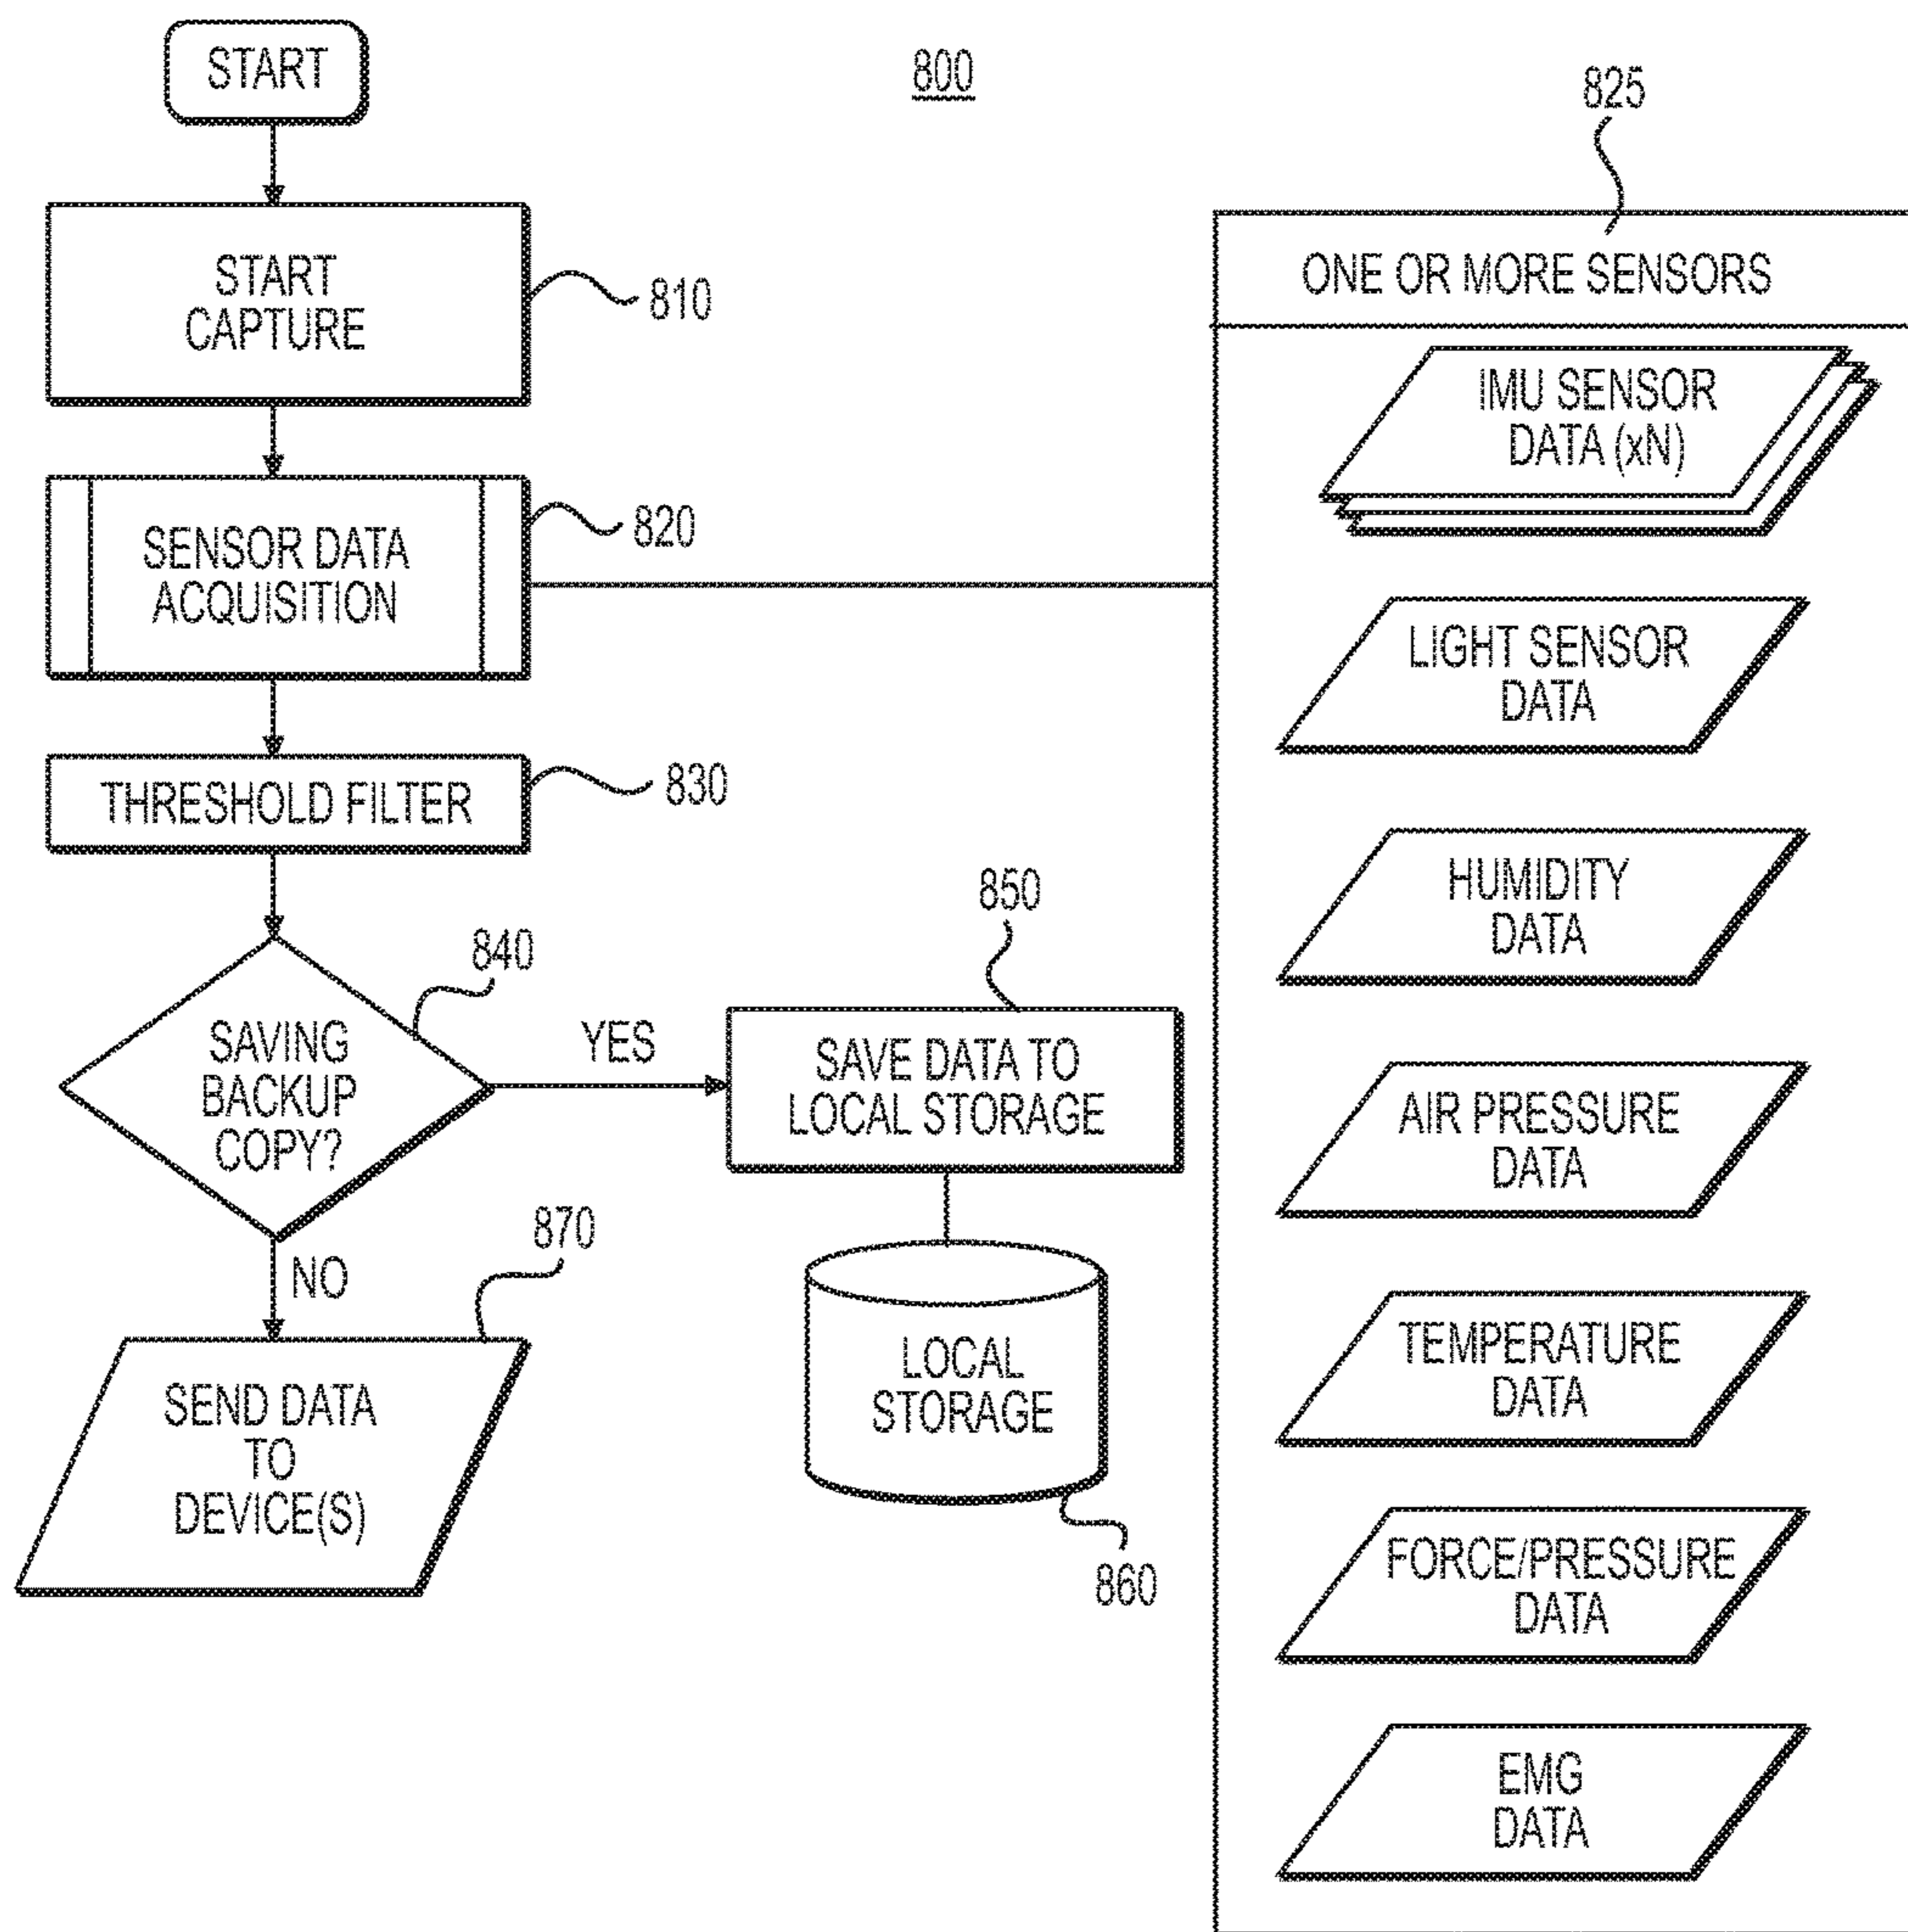 START
800
825
START
CAPTURE
810
ONE OR MORE SENSORS
IMU SENSOR
DATA (xN)
SENSOR DATA
ACQUISITION
820
LIGHT SENSOR
DATA
THRESHOLD FILTER
830
HUMIDITY
DATA
840
SAVING
BACKUP
COPY?
YES
850
SAVE DATA TO
LOCAL STORAGE
AIR PRESSURE
DATA
NO
870
SEND DATA
TO
DEVICE(S)
LOCAL
STORAGE
860
TEMPERATURE
DATA
FORCE/PRESSURE
DATA
EMG
DATA